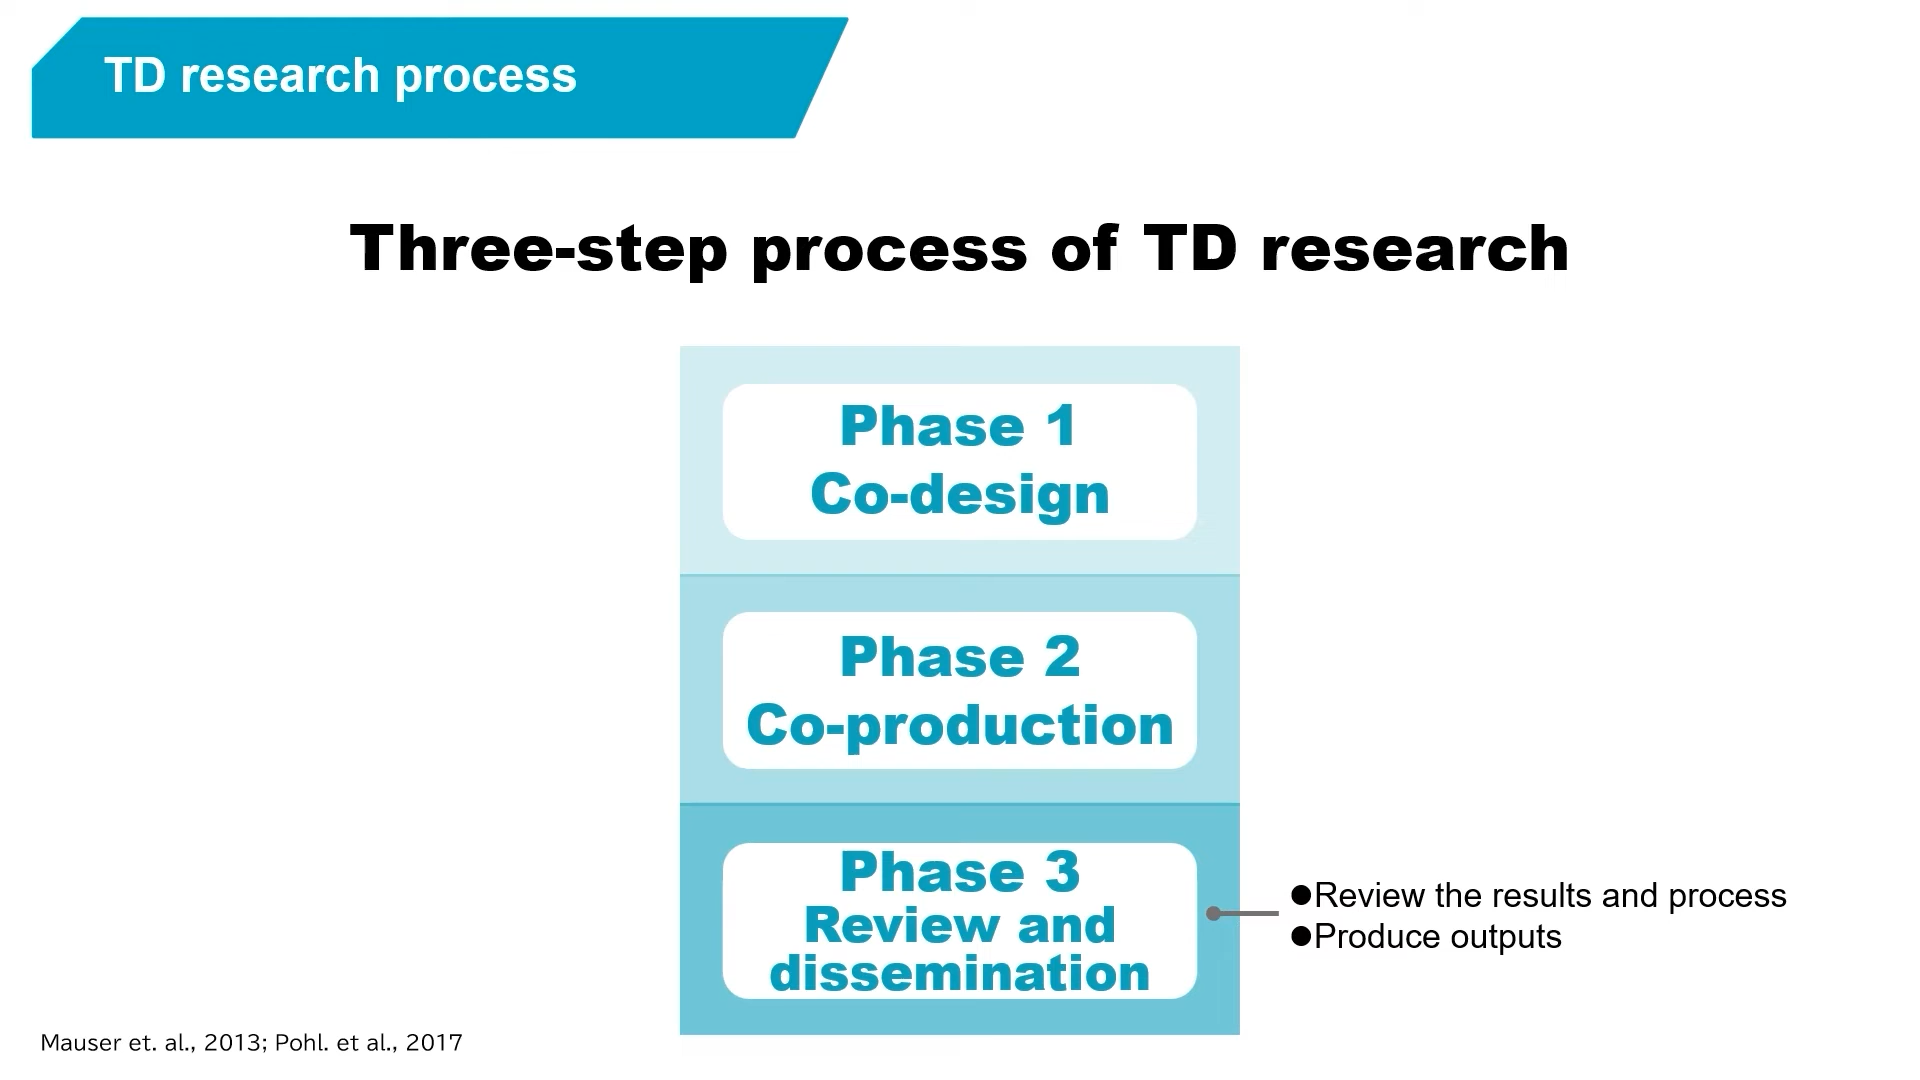 TD research process
Three-step process of TD research
Phase 1
Co-design
Phase 2
Co-production
Phase 3
Review and
dissemination
●Review the results and process
●Produce outputs
Mauser et. al., 2013; Pohl. et al., 2017